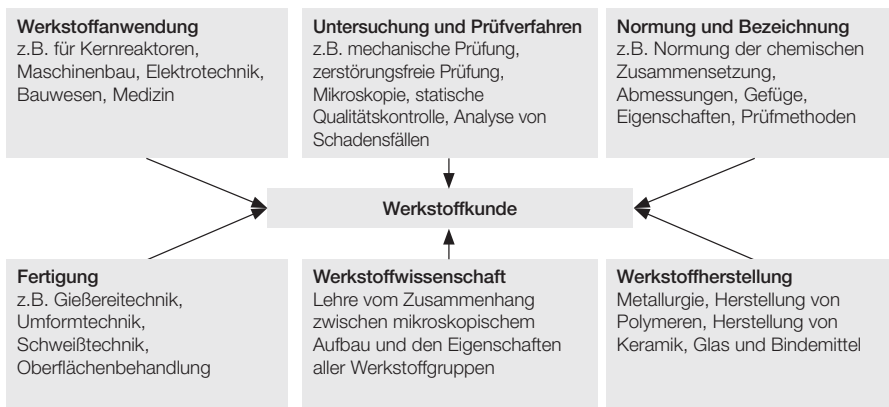 Werkstoffanwendung
z.B. für Kernreaktoren,
Maschinenbau, Elektrotechnik,
Bauwesen, Medizin
Untersuchung und Prüfverfahren
z.B. mechanische Prüfung,
zerstörungsfreie Prüfung,
Mikroskopie, statische
Qualitätskontrolle, Analyse von
Schadensfällen
Normung und Bezeichnung
z.B. Normung der chemischen
Zusammensetzung,
Abmessungen, Gefüge,
Eigenschaften, Prüfmethoden
Werkstoffkunde
Fertigung
z.B. Gießereitechnik,
Umformtechnik,
Schweißtechnik,
Oberflächenbehandlung
Werkstoffwissenschaft
Lehre vom Zusammenhang
zwischen mikroskopischem
Aufbau und den Eigenschaften
aller Werkstoffgruppen
Werkstoffherstellung
Metallurgie, Herstellung von
Polymeren, Herstellung von
Keramik, Glas und Bindemittel